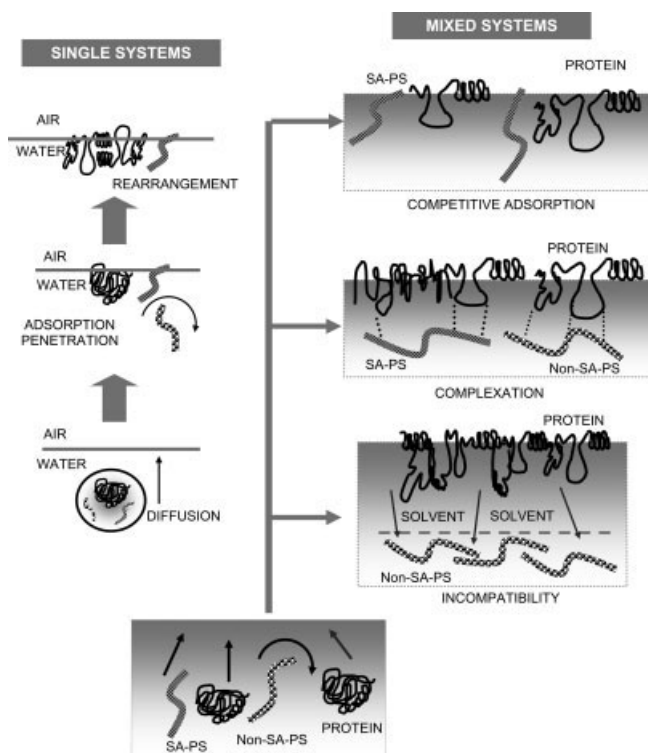 SINGLE SYSTEMS
AIR
WATER
REARRANGEMENT
AIR
WATER
ADSORPTION
PENETRATION
AIR
WATER
DIFFUSION
MIXED SYSTEMS
SA-PS
PROTEIN
COMPETITIVE ADSORPTION
PROTEIN
SA-PS
Non-SA-PS
COMPLEXATION
PROTEIN
SOLVENT
SOLVENT
Non-SA-PS
INCOMPATIBILITY
SA-PS
Non-SA-PS
PROTEIN